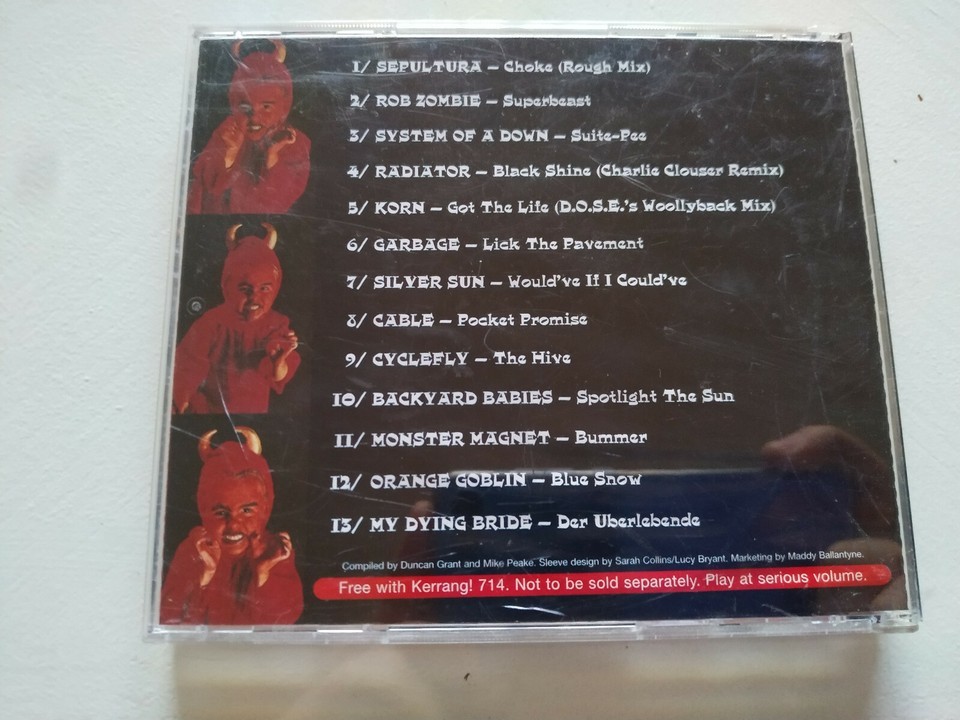 1/ SEPULTURA – Choke (Rough Mix)
2/ ROB ZOMBIE – Superbeast
3/ SYSTEM OF A DOWN – Suite-Pee
4/ RADIATOR – Black Shine (Charlie Clouser Remix)
5/ KORN – Got The Life (D.O.S.E.'s Woollyback Mix)
6/ GARBAGE – Lick The Pavement
7/ SILVER SUN – Would've If I Could've
8/ CABLE – Pocket Promise
9/ CYCLEFLY – The Hive
10/ BACKYARD BABIES – Spotlight The Sun
11/ MONSTER MAGNET – Bummer
12/ ORANGE GOBLIN – Blue Snow
13/ MY DYING BRIDE – Der Uberlebende
Compiled by Duncan Grant and Mike Peake. Sleeve design by Sarah Collins/Lucy Bryant. Marketing by Maddy Ballantyne.
Free with Kerrang! 714. Not to be sold separately. Play at serious volume.